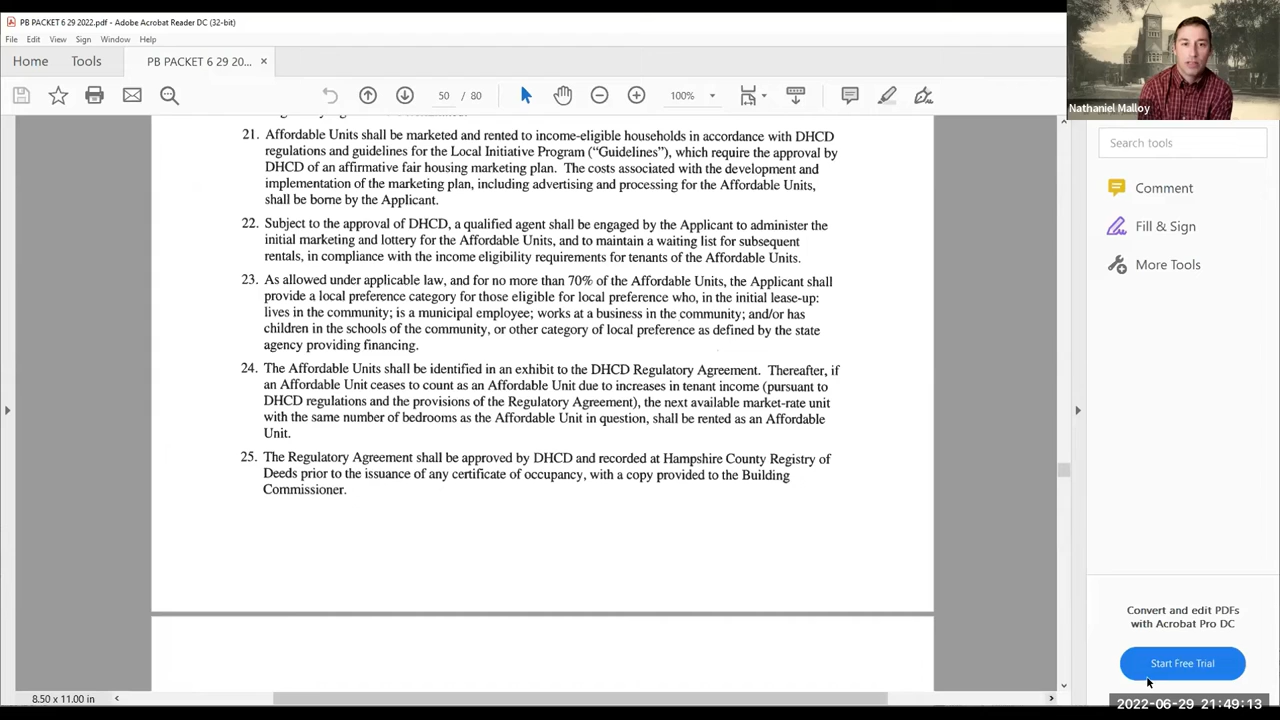 PB PACKET 6 29 2022.pdf - Adobe Acrobat Reader DC (32-bit)
File Edit View Sign Window Help
Home Tools PB PACKET 6 29 20... ×
50 / 80 100%
Nathaniel Malloy
21. Affordable Units shall be marketed and rented to income-eligible households in accordance with DHCD
regulations and guidelines for the Local Initiative Program (“Guidelines”), which require the approval by
DHCD of an affirmative fair housing marketing plan. The costs associated with the development and
implementation of the marketing plan, including advertising and processing for the Affordable Units,
shall be borne by the Applicant.
22. Subject to the approval of DHCD, a qualified agent shall be engaged by the Applicant to administer the
initial marketing and lottery for the Affordable Units, and to maintain a waiting list for subsequent
rentals, in compliance with the income eligibility requirements for tenants of the Affordable Units.
23. As allowed under applicable law, and for no more than 70% of the Affordable Units, the Applicant shall
provide a local preference category for those eligible for local preference who, in the initial lease-up:
lives in the community; is a municipal employee; works at a business in the community; and/or has
children in the schools of the community, or other category of local preference as defined by the state
agency providing financing.
24. The Affordable Units shall be identified in an exhibit to the DHCD Regulatory Agreement. Thereafter, if
an Affordable Unit ceases to count as an Affordable Unit due to increases in tenant income (pursuant to
DHCD regulations and the provisions of the Regulatory Agreement), the next available market-rate unit
with the same number of bedrooms as the Affordable Unit in question, shall be rented as an Affordable
Unit.
25. The Regulatory Agreement shall be approved by DHCD and recorded at Hampshire County Registry of
Deeds prior to the issuance of any certificate of occupancy, with a copy provided to the Building
Commissioner.
Search tools
Comment
Fill & Sign
More Tools
Convert and edit PDFs
with Acrobat Pro DC
Start Free Trial
8.50 x 11.00 in
2022-06-29 21:49:13